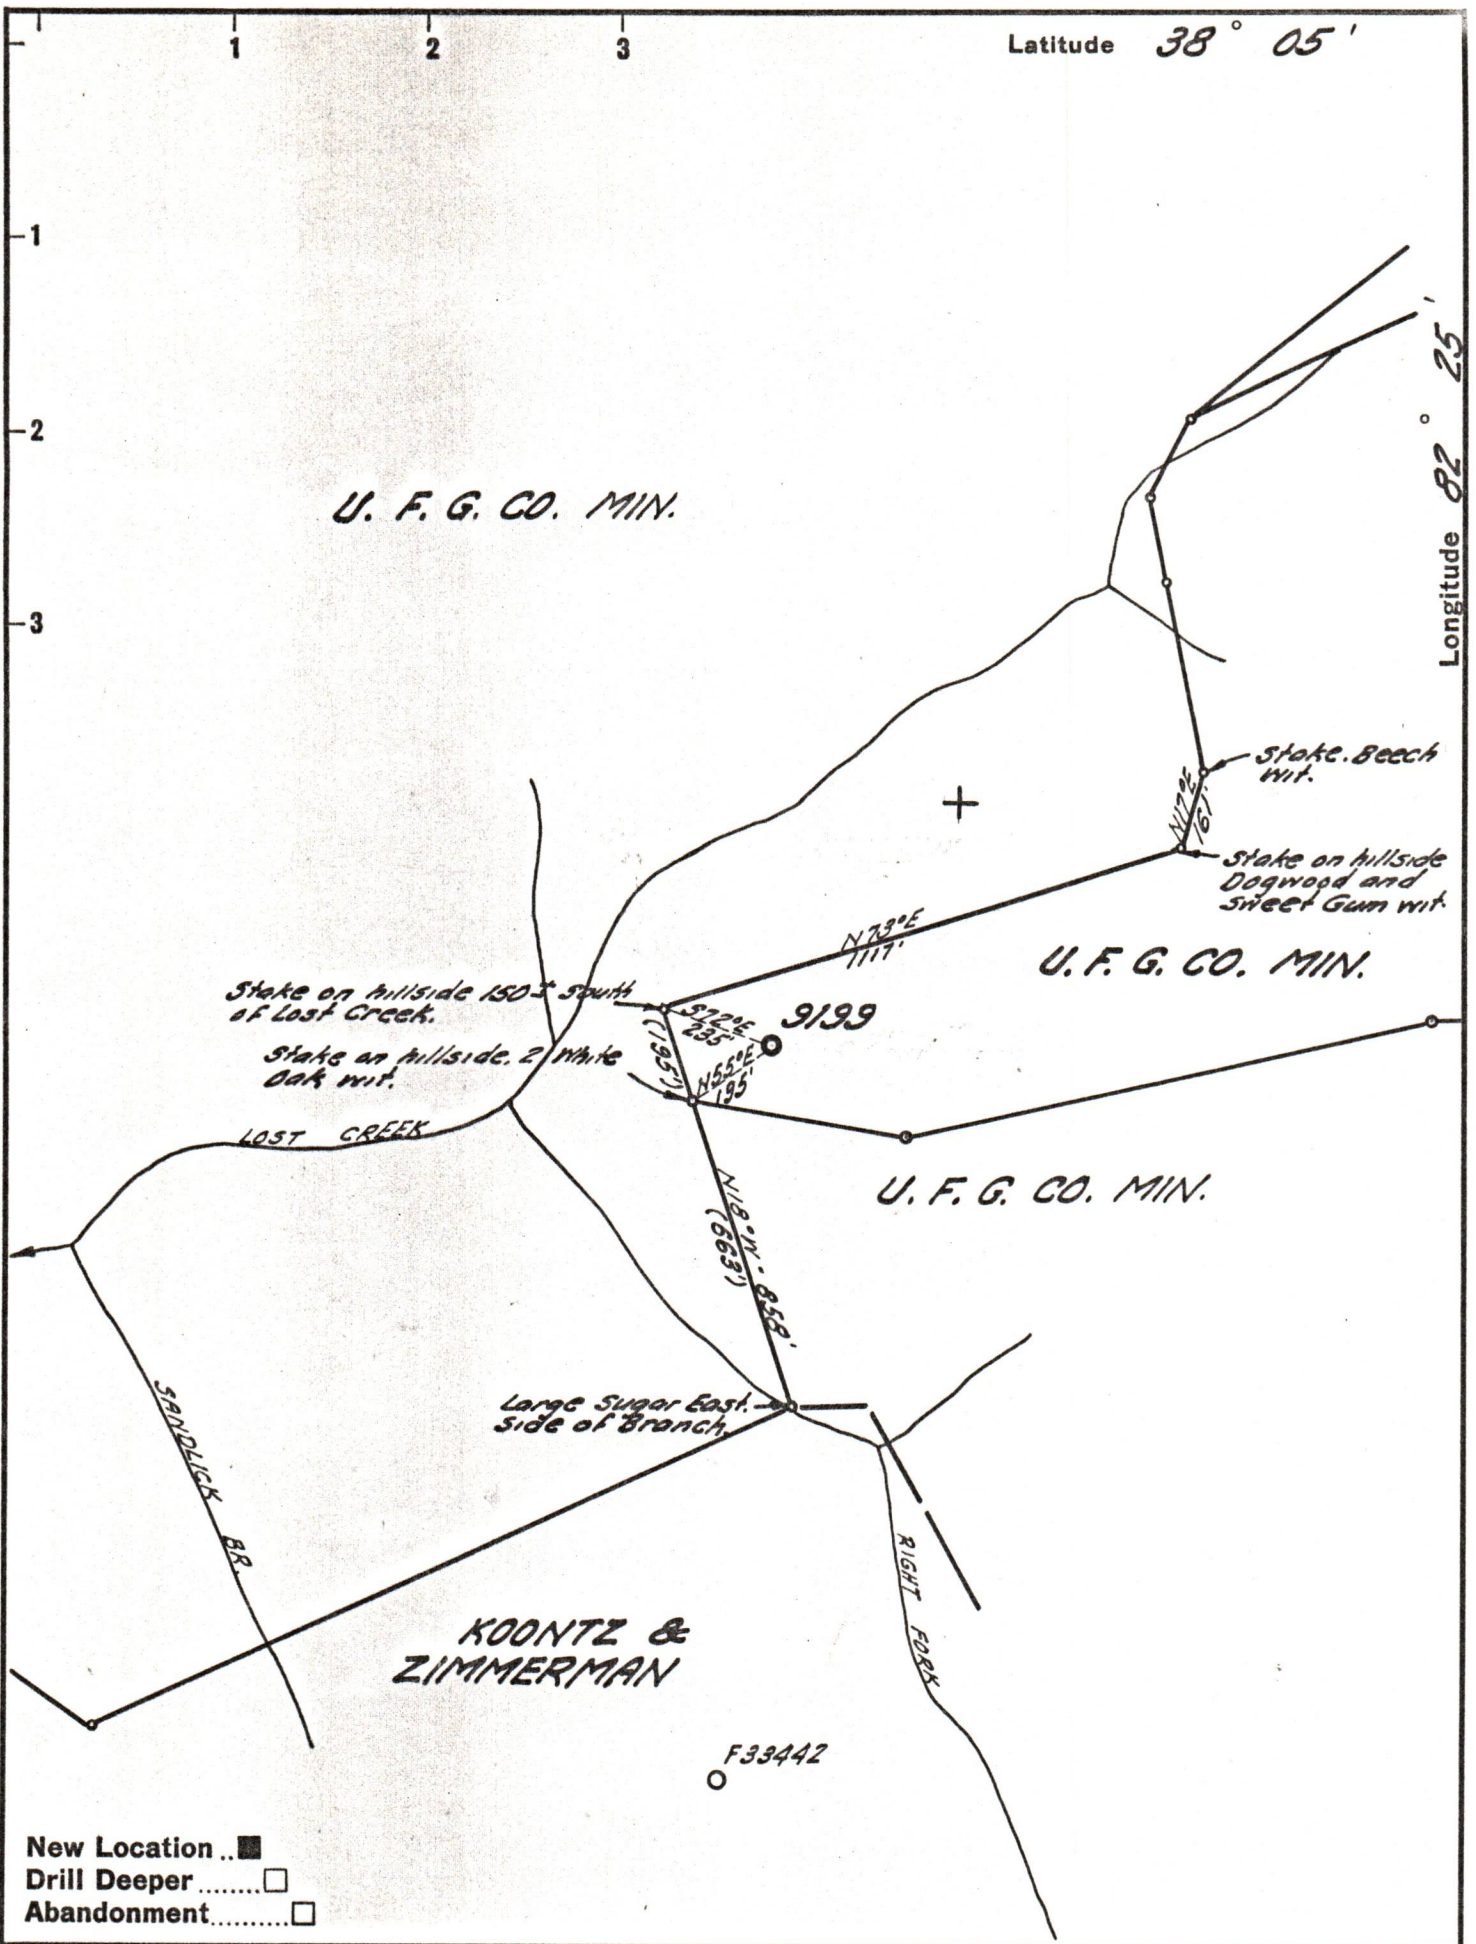 1
2
3
Latitude 38° 05'
1
2
3
Longitude 82° 25'
U. F. G. CO. MIN.
Stake. Beech
Wit.
N17°E
161'
Stake on hillside
Dogwood and
Sweet Gum wit.
N73°E
1117'
U. F. G. CO. MIN.
Stake on hillside 150± South
of Lost Creek.
S72°E
235'
9199
(195')
Stake on hillside. 2 White
Oak wit.
N55°E
195'
LOST CREEK
U. F. G. CO. MIN.
N18°W - 858'
(663')
Large Sugar East.
Side of Branch.
SANDLICK BR.
RIGHT FORK
KOONTZ &
ZIMMERMAN
F33442
New Location ..■
Drill Deeper ........□
Abandonment..........□